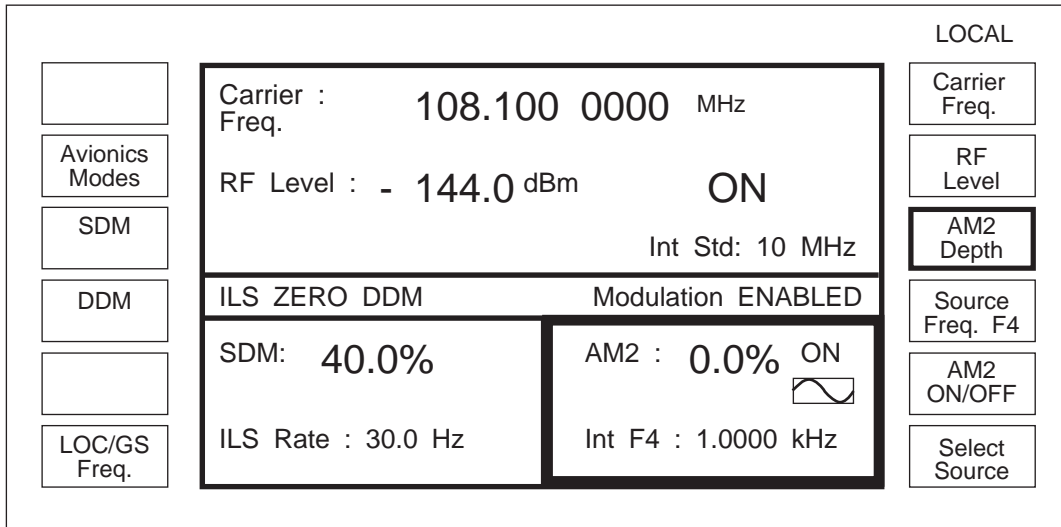 LOCAL
Avionics
Modes
SDM
DDM
LOC/GS
Freq.
Carrier :
Freq.
108.100 0000 MHz
RF Level : - 144.0 dBm ON
Int Std: 10 MHz
ILS ZERO DDM Modulation ENABLED
SDM: 40.0%
ILS Rate : 30.0 Hz
AM2 : 0.0% ON
Int F4 : 1.0000 kHz
Carrier
Freq.
RF
Level
AM2
Depth
Source
Freq. F4
AM2
ON/OFF
Select
Source